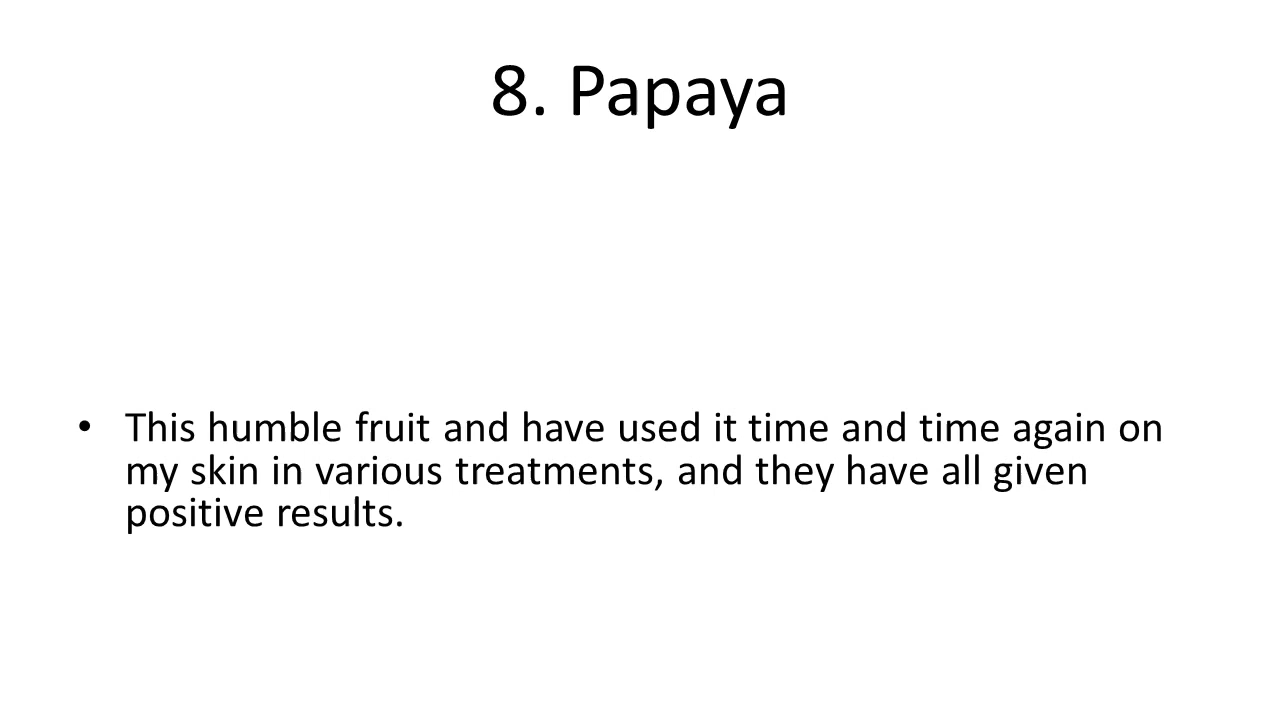 8. Papaya
• This humble fruit and have used it time and time again on
my skin in various treatments, and they have all given
positive results.